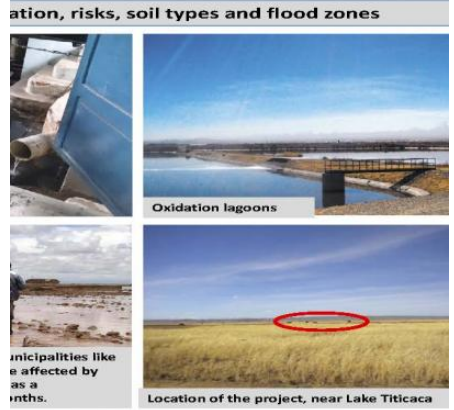 ation, risks, soil types and flood zones
Oxidation lagoons
unicipalities like
e affected by
as a
onths.
Location of the project, near Lake Titicaca